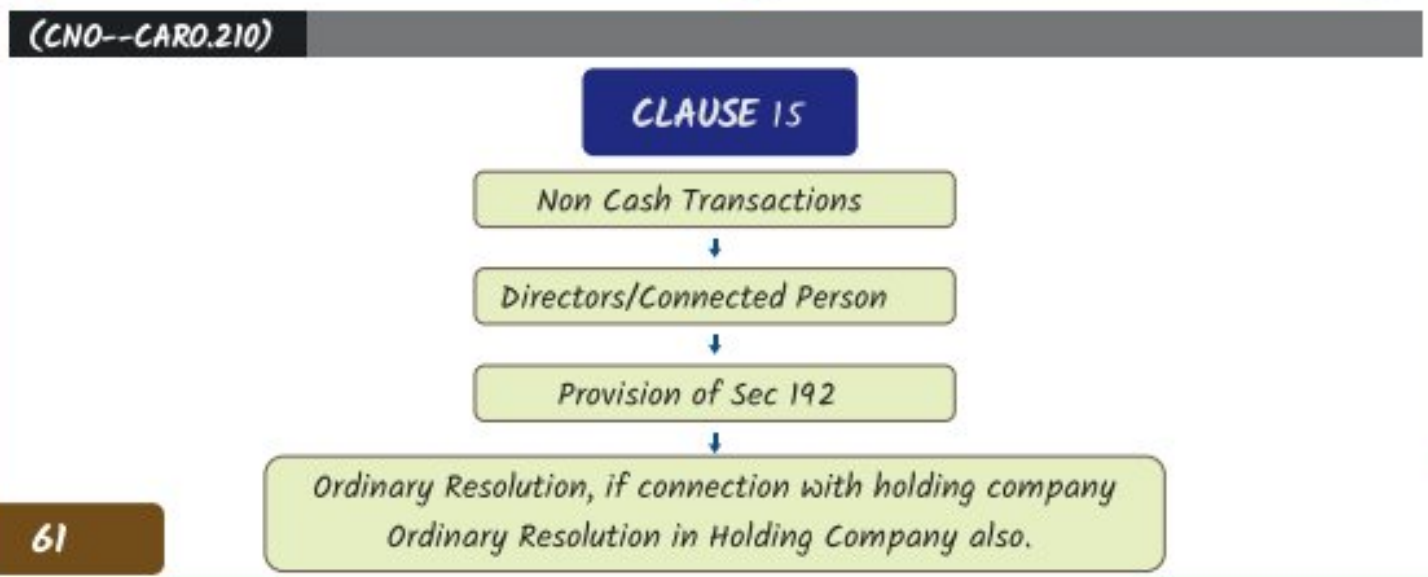 (CNO--CARO.210)
CLAUSE 15
Non Cash Transactions
Directors/Connected Person
Provision of Sec 192
Ordinary Resolution, if connection with holding company
Ordinary Resolution in Holding Company also.
61